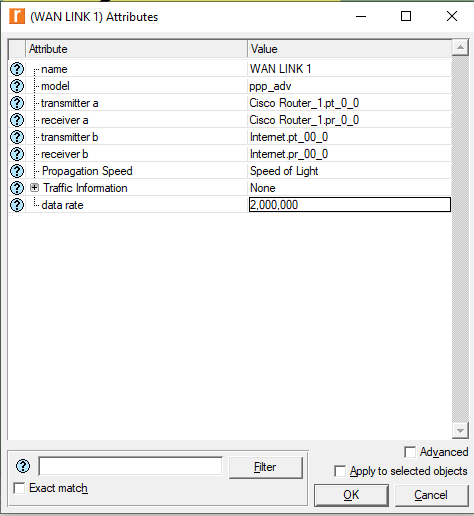 (WAN LINK 1) Attributes
Attribute Value
name WAN LINK 1
model ppp_adv
transmitter a Cisco Router_1.pt_0_0
receiver a Cisco Router_1.pr_0_0
transmitter b Internet.pt_00_0
receiver b Internet.pr_00_0
Propagation Speed Speed of Light
Traffic Information None
data rate 2,000,000
Advanced
Filter
Apply to selected objects
Exact match
OK Cancel